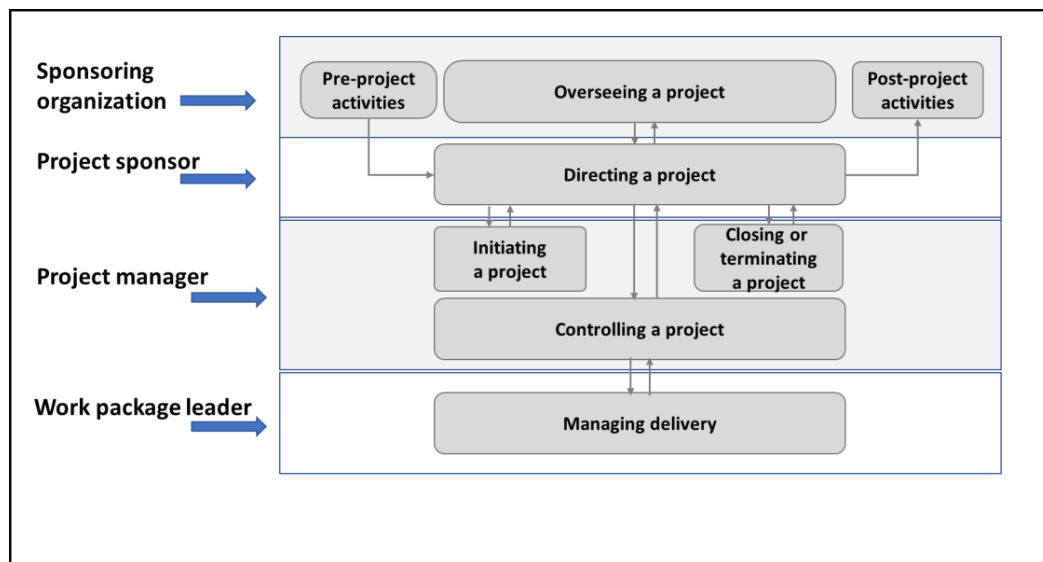 Sponsoring
organization
Pre-project
activities
Overseeing a project
Post-project
activities
Project sponsor
Directing a project
Project manager
Initiating
a project
Closing or
terminating
a project
Controlling a project
Work package leader
Managing delivery